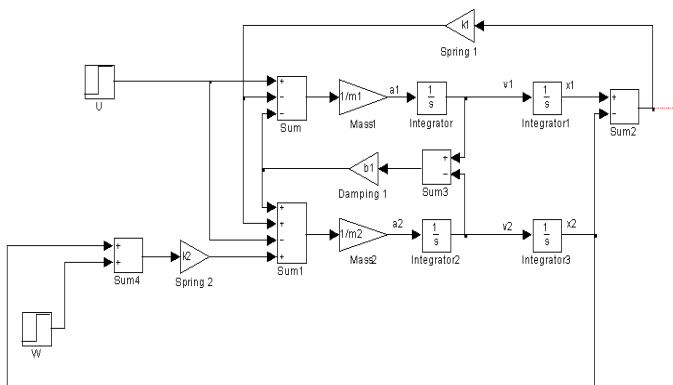 k1
Spring 1
U
+
−
−
Sum
1/m1
Mass1
a1
1
s
Integrator
v1
1
s
Integrator1
x1
+
−
Sum2
b1
Damping 1
+
−
Sum3
+
+
−
+
Sum1
1/m2
Mass2
a2
1
s
Integrator2
v2
1
s
Integrator3
x2
+
+
Sum4
k2
Spring 2
W